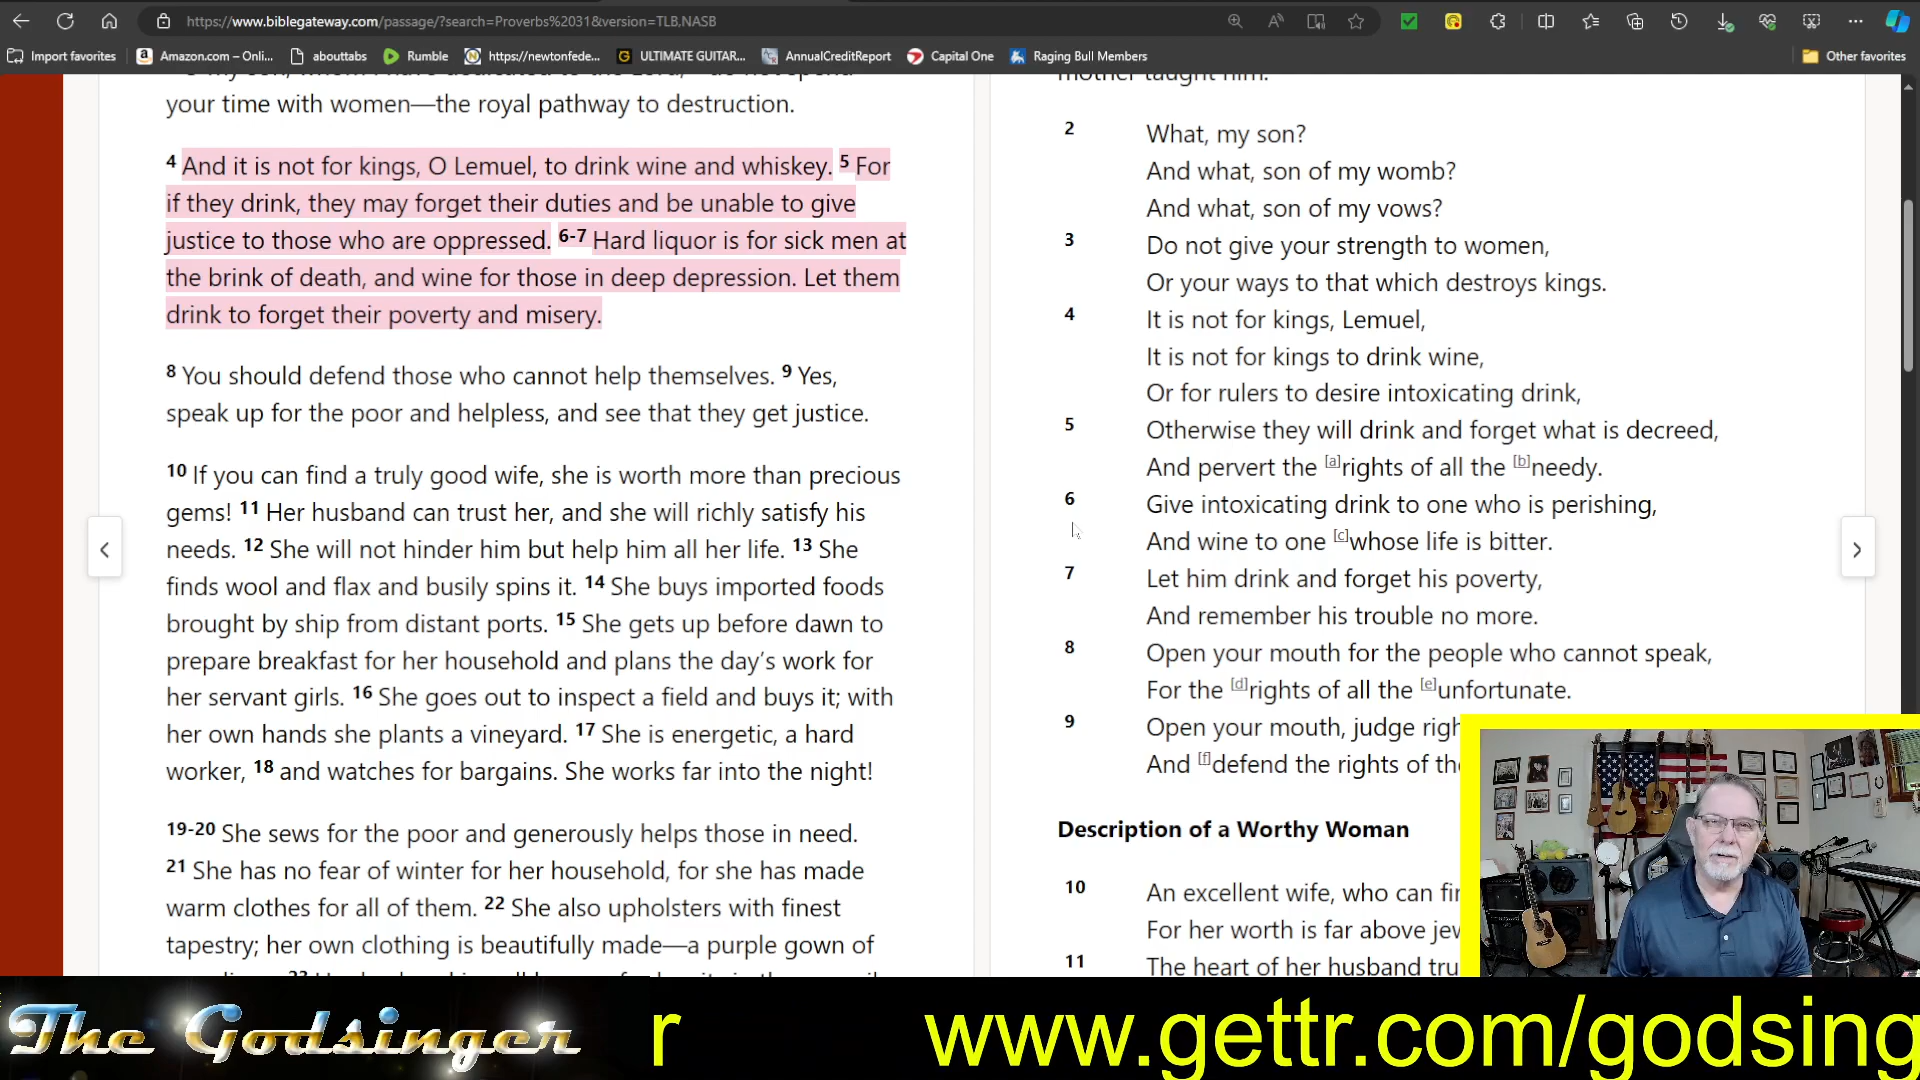 https://www.biblegateway.com/passage/?search=Proverbs%2031&version=TLB,NASB
Import favorites
Amazon.com – Onli...
abouttabs
Rumble
https://newtonfede...
ULTIMATE GUITAR...
AnnualCreditReport
Capital One
Raging Bull Members
Other favorites
your time with women—the royal pathway to destruction.
4 And it is not for kings, O Lemuel, to drink wine and whiskey. 5 For
if they drink, they may forget their duties and be unable to give
justice to those who are oppressed. 6-7 Hard liquor is for sick men at
the brink of death, and wine for those in deep depression. Let them
drink to forget their poverty and misery.
8 You should defend those who cannot help themselves. 9 Yes,
speak up for the poor and helpless, and see that they get justice.
10 If you can find a truly good wife, she is worth more than precious
gems! 11 Her husband can trust her, and she will richly satisfy his
needs. 12 She will not hinder him but help him all her life. 13 She
finds wool and flax and busily spins it. 14 She buys imported foods
brought by ship from distant ports. 15 She gets up before dawn to
prepare breakfast for her household and plans the day’s work for
her servant girls. 16 She goes out to inspect a field and buys it; with
her own hands she plants a vineyard. 17 She is energetic, a hard
worker, 18 and watches for bargains. She works far into the night!
19-20 She sews for the poor and generously helps those in need.
21 She has no fear of winter for her household, for she has made
warm clothes for all of them. 22 She also upholsters with finest
tapestry; her own clothing is beautifully made—a purple gown of
mother taught him.
2 What, my son?
And what, son of my womb?
And what, son of my vows?
3 Do not give your strength to women,
Or your ways to that which destroys kings.
4 It is not for kings, Lemuel,
It is not for kings to drink wine,
Or for rulers to desire intoxicating drink,
5 Otherwise they will drink and forget what is decreed,
And pervert the [a]rights of all the [b]needy.
6 Give intoxicating drink to one who is perishing,
And wine to one [c]whose life is bitter.
7 Let him drink and forget his poverty,
And remember his trouble no more.
8 Open your mouth for the people who cannot speak,
For the [d]rights of all the [e]unfortunate.
9 Open your mouth, judge righ
And [f]defend the rights of the
Description of a Worthy Woman
10 An excellent wife, who can fin
For her worth is far above jew
11 The heart of her husband tru
The Godsinger
r www.gettr.com/godsing